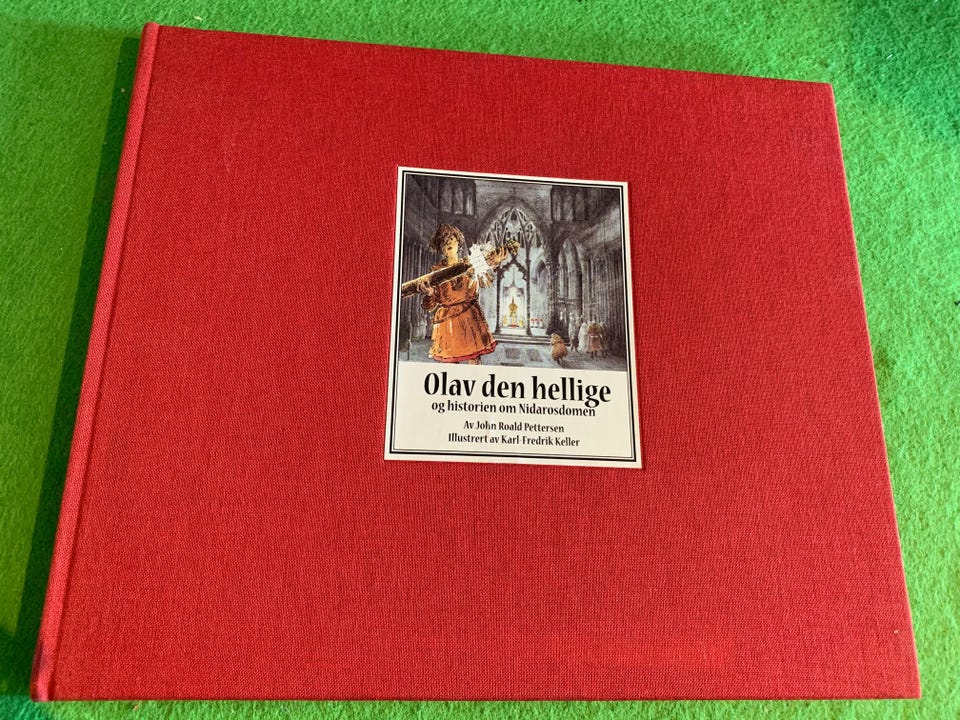 Olav den hellige
og historien om Nidarosdomen
Av John Roald Pettersen
Illustrert av Karl-Fredrik Keller